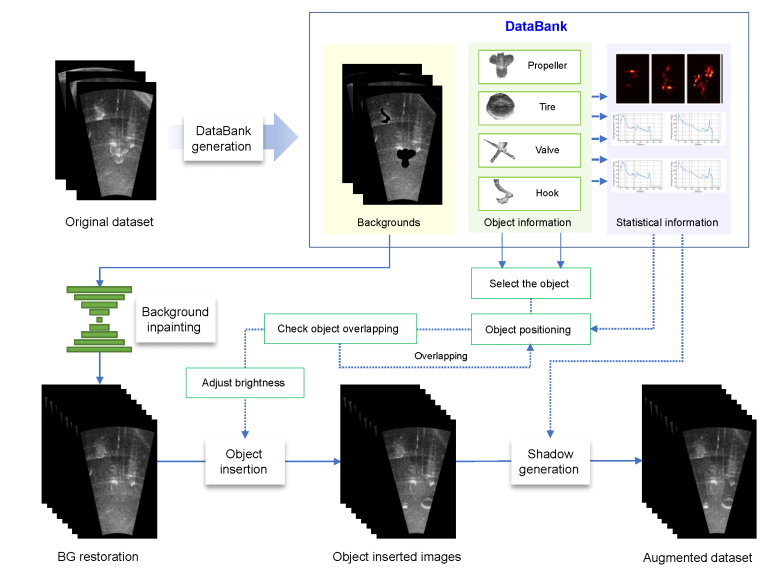 DataBank
Propeller
Tire
Valve
Hook
DataBank
generation
Original dataset
Backgrounds
Object information
Statistical information
Select the object
Background
inpainting
Check object overlapping
Object positioning
Overlapping
Adjust brightness
Object
insertion
Shadow
generation
BG restoration
Object inserted images
Augmented dataset